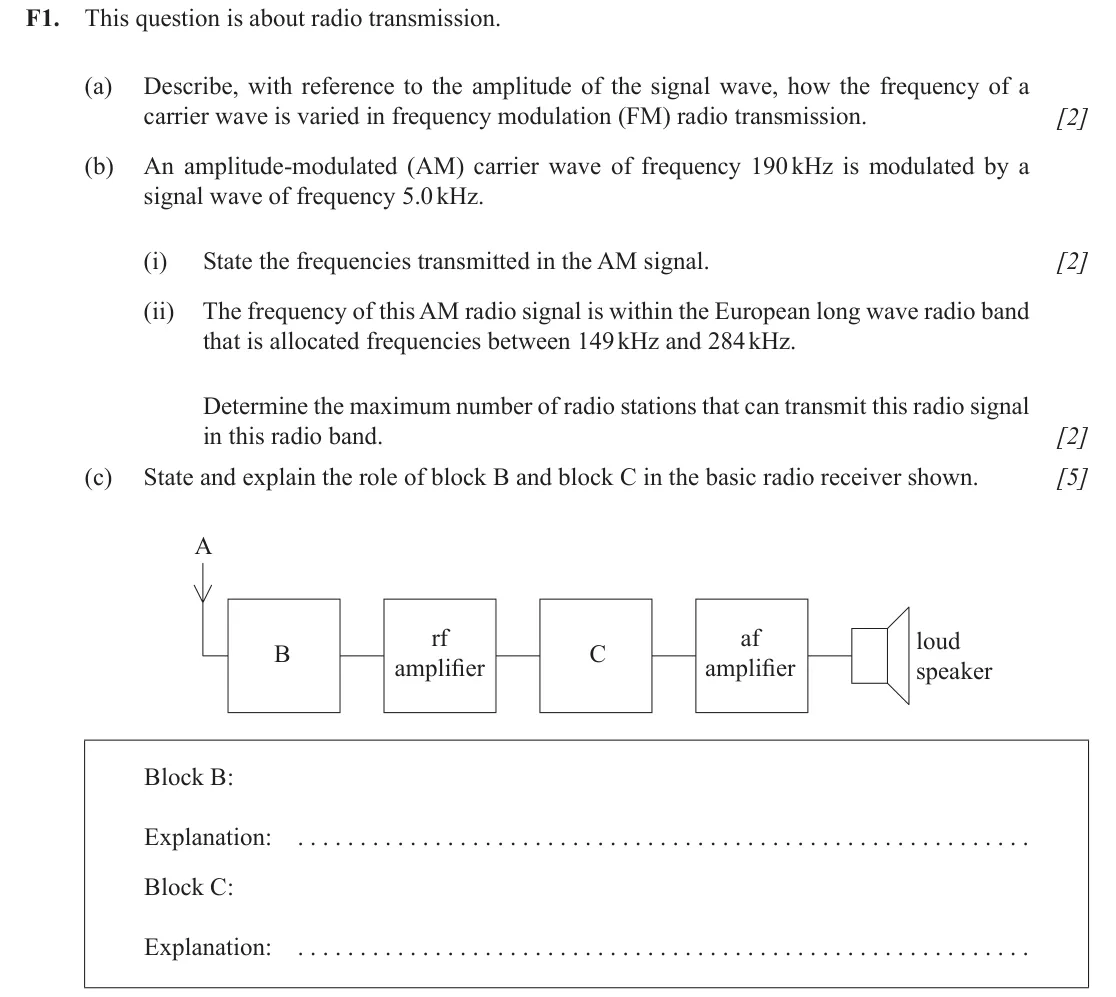 F1. This question is about radio transmission.
(a) Describe, with reference to the amplitude of the signal wave, how the frequency of a
carrier wave is varied in frequency modulation (FM) radio transmission. [2]
(b) An amplitude-modulated (AM) carrier wave of frequency 190 kHz is modulated by a
signal wave of frequency 5.0 kHz.
(i) State the frequencies transmitted in the AM signal. [2]
(ii) The frequency of this AM radio signal is within the European long wave radio band
that is allocated frequencies between 149 kHz and 284 kHz.
Determine the maximum number of radio stations that can transmit this radio signal
in this radio band. [2]
(c) State and explain the role of block B and block C in the basic radio receiver shown. [5]
A
B
rf
amplifier
C
af
amplifier
loud
speaker
Block B:
Explanation: . . . . . . . . . . . . . . . . . . . . . . . . . . . . . . . . . . . . . . . . . . . . . . . . . . . . . . . . . . .
Block C:
Explanation: . . . . . . . . . . . . . . . . . . . . . . . . . . . . . . . . . . . . . . . . . . . . . . . . . . . . . . . . . . .